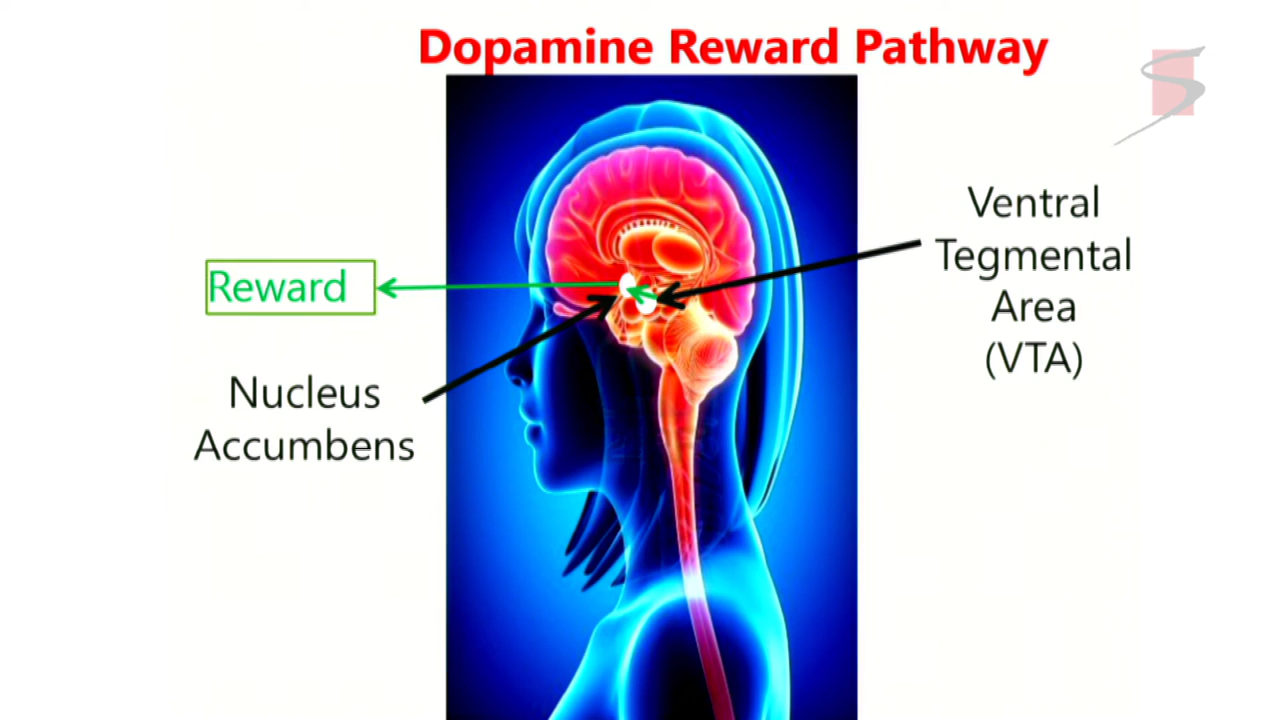 Dopamine Reward Pathway
Ventral
Tegmental
Area
(VTA)
Reward
Nucleus
Accumbens